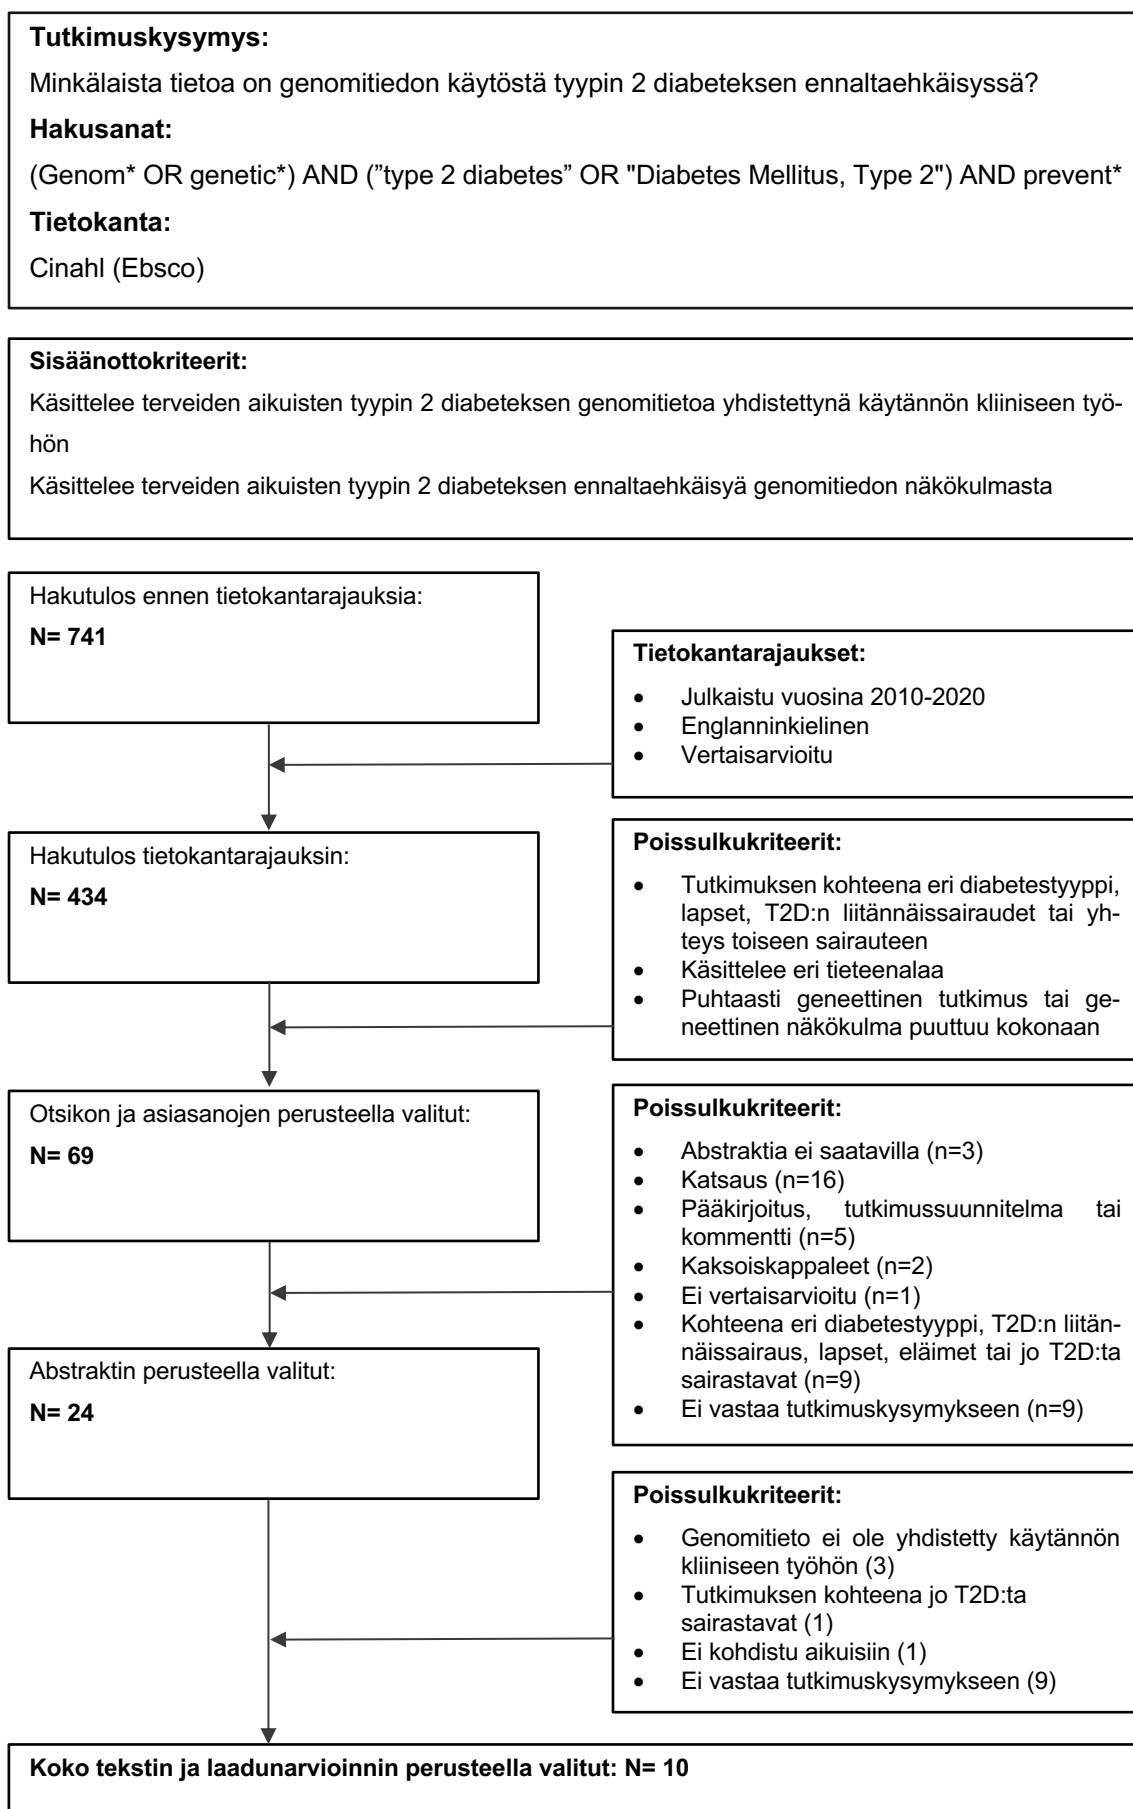 Tutkimuskysymys:
Minkälaista tietoa on genomitiedon käytöstä tyypin 2 diabeteksen ennaltaehkäisyssä?
Hakusanat:
(Genom* OR genetic*) AND (”type 2 diabetes” OR "Diabetes Mellitus, Type 2") AND prevent*
Tietokanta:
Cinahl (Ebsco)
Sisäänottokriteerit:
Käsittelee terveiden aikuisten tyypin 2 diabeteksen genomitietoa yhdistettynä käytännön kliiniseen työ-
hön
Käsittelee terveiden aikuisten tyypin 2 diabeteksen ennaltaehkäisyä genomitiedon näkökulmasta
Hakutulos ennen tietokantarajauksia:
N= 741
Tietokantarajaukset:
• Julkaistu vuosina 2010-2020
• Englanninkielinen
• Vertaisarvioitu
Hakutulos tietokantarajauksin:
N= 434
Poissulkukriteerit:
• Tutkimuksen kohteena eri diabetestyyppi,
lapset, T2D:n liitännäissairaudet tai yh-
teys toiseen sairauteen
• Käsittelee eri tieteenalaa
• Puhtaasti geneettinen tutkimus tai ge-
neettinen näkökulma puuttuu kokonaan
Otsikon ja asiasanojen perusteella valitut:
N= 69
Poissulkukriteerit:
• Abstraktia ei saatavilla (n=3)
• Katsaus (n=16)
• Pääkirjoitus, tutkimussuunnitelma tai
kommentti (n=5)
• Kaksoiskappaleet (n=2)
• Ei vertaisarvioitu (n=1)
• Kohteena eri diabetestyyppi, T2D:n liitän-
näissairaus, lapset, eläimet tai jo T2D:ta
sairastavat (n=9)
• Ei vastaa tutkimuskysymykseen (n=9)
Abstraktin perusteella valitut:
N= 24
Poissulkukriteerit:
• Genomitieto ei ole yhdistetty käytännön
kliiniseen työhön (3)
• Tutkimuksen kohteena jo T2D:ta
sairastavat (1)
• Ei kohdistu aikuisiin (1)
• Ei vastaa tutkimuskysymykseen (9)
Koko tekstin ja laadunarvioinnin perusteella valitut: N= 10